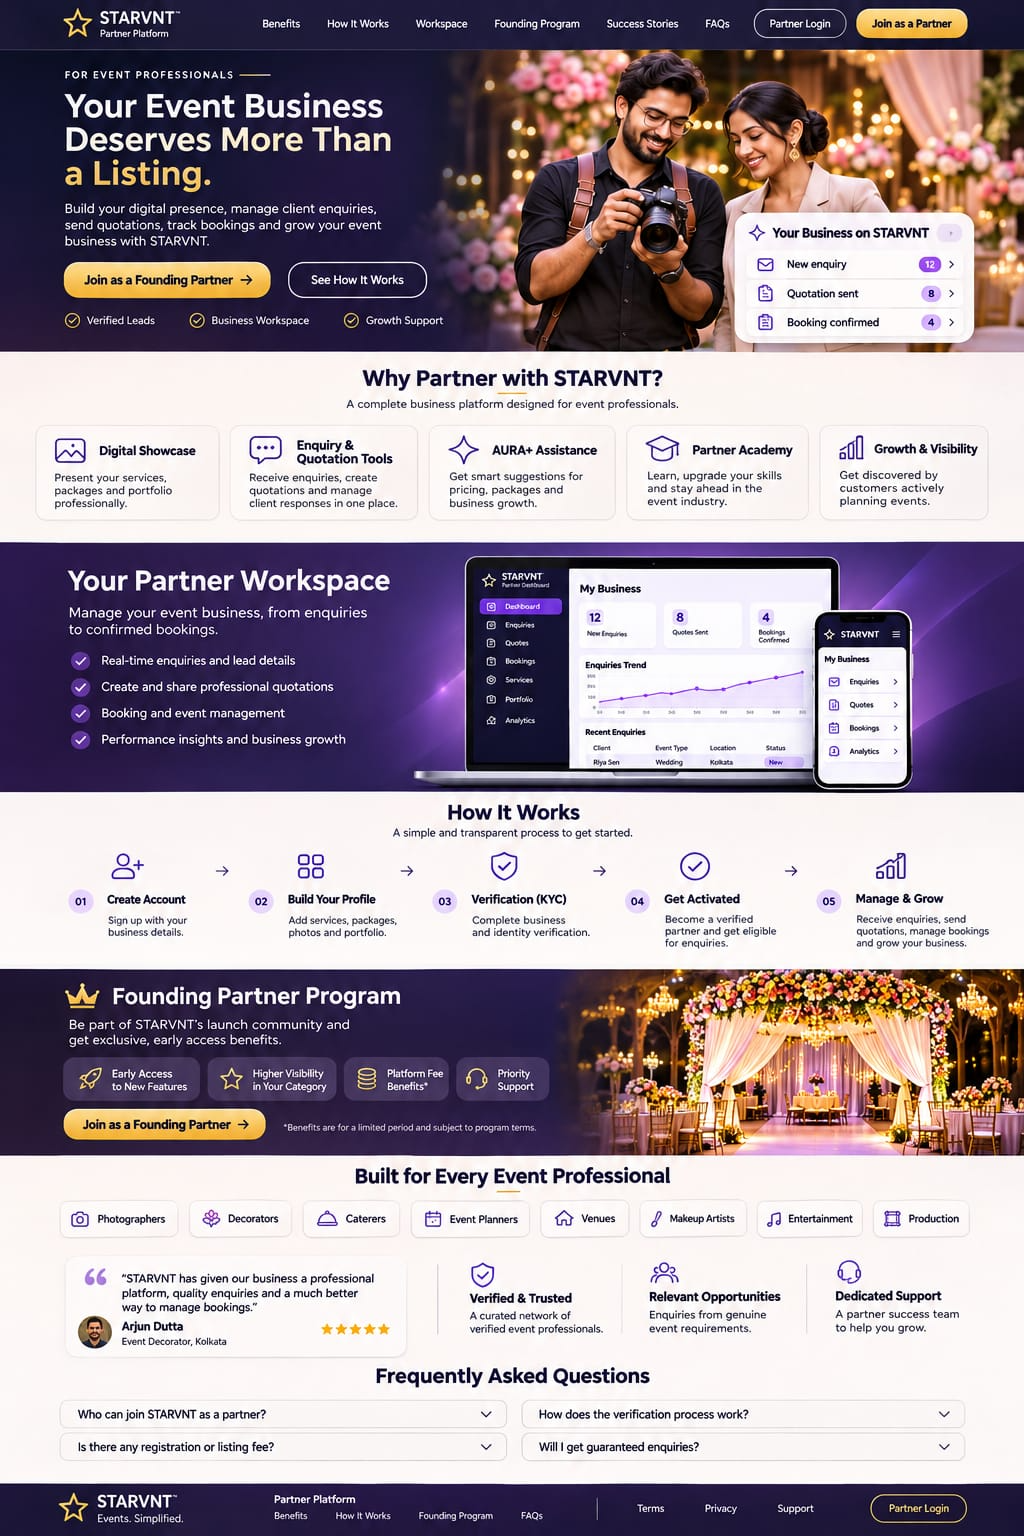 STARVNT™
Partner Platform
Benefits
How It Works
Workspace
Founding Program
Success Stories
FAQs
Partner Login
Join as a Partner
FOR EVENT PROFESSIONALS
Your Event Business
Deserves More Than
a Listing.
Build your digital presence, manage client enquiries,
send quotations, track bookings and grow your event
business with STARVNT.
Join as a Founding Partner →
See How It Works
Verified Leads
Business Workspace
Growth Support
Your Business on STARVNT
New enquiry 12
Quotation sent 8
Booking confirmed 4
Why Partner with STARVNT?
A complete business platform designed for event professionals.
Digital Showcase
Present your services,
packages and portfolio
professionally.
Enquiry &
Quotation Tools
Receive enquiries, create
quotations and manage
client responses in one place.
AURA+ Assistance
Get smart suggestions for
pricing, packages and
business growth.
Partner Academy
Learn, upgrade your skills
and stay ahead in the
event industry.
Growth & Visibility
Get discovered by
customers actively
planning events.
Your Partner Workspace
Manage your event business, from enquiries
to confirmed bookings.
Real-time enquiries and lead details
Create and share professional quotations
Booking and event management
Performance insights and business growth
STARVNT
Partner Dashboard
Dashboard
Enquiries
Quotes
Bookings
Services
Portfolio
Analytics
My Business
12
New Enquiries
8
Quotes Sent
4
Bookings
Confirmed
Enquiries Trend
Recent Enquiries
Client Event Type Location Status
Riya Sen Wedding Kolkata New
STARVNT
My Business
Enquiries
Quotes
Bookings
Analytics
How It Works
A simple and transparent process to get started.
01
Create Account
Sign up with your
business details.
02
Build Your Profile
Add services, packages,
photos and portfolio.
03
Verification (KYC)
Complete business
and identity verification.
04
Get Activated
Become a verified
partner and get eligible
for enquiries.
05
Manage & Grow
Receive enquiries, send
quotations, manage bookings
and grow your business.
Founding Partner Program
Be part of STARVNT's launch community and
get exclusive, early access benefits.
Early Access
to New Features
Higher Visibility
in Your Category
Platform Fee
Benefits*
Priority
Support
Join as a Founding Partner →
*Benefits are for a limited period and subject to program terms.
Built for Every Event Professional
Photographers
Decorators
Caterers
Event Planners
Venues
Makeup Artists
Entertainment
Production
“STARVNT has given our business a professional
platform, quality enquiries and a much better
way to manage bookings.”
Arjun Dutta
Event Decorator, Kolkata
Verified & Trusted
A curated network of
verified event professionals.
Relevant Opportunities
Enquiries from genuine
event requirements.
Dedicated Support
A partner success team
to help you grow.
Frequently Asked Questions
Who can join STARVNT as a partner?
How does the verification process work?
Is there any registration or listing fee?
Will I get guaranteed enquiries?
STARVNT™
Events. Simplified.
Partner Platform
Benefits
How It Works
Founding Program
FAQs
Terms
Privacy
Support
Partner Login